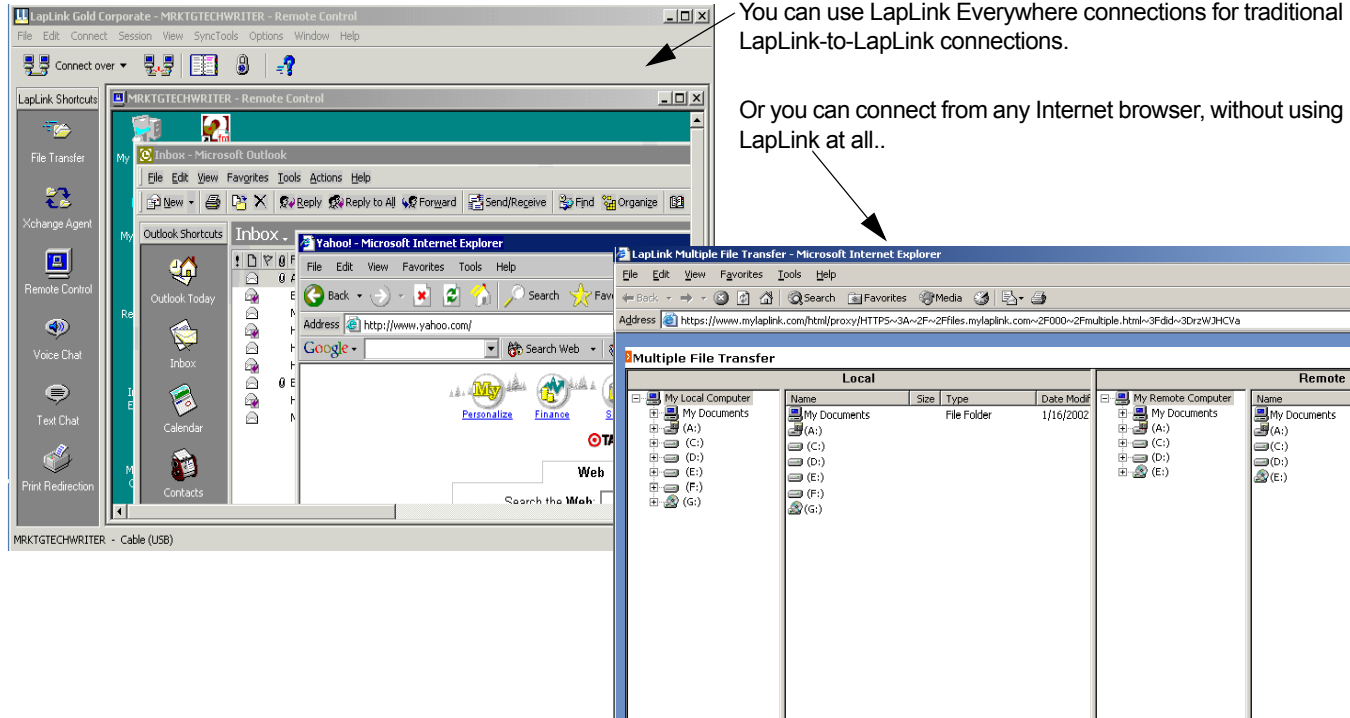 LapLink Gold Corporate - MRKTGTECHWRITER - Remote Control
File Edit Connect Session View SyncTools Options Window Help
Connect over
LapLink Shortcuts
File Transfer
Xchange Agent
Remote Control
Voice Chat
Text Chat
Print Redirection
MRKTGTECHWRITER - Remote Control
My
My
Re
Inbox - Microsoft Outlook
File Edit View Favorites Tools Actions Help
New Reply Reply to All Forward Send/Receive Find Organize
Outlook Shortcuts
Outlook Today
Inbox
Calendar
Contacts
Inbox
Yahoo! - Microsoft Internet Explorer
File Edit View Favorites Tools Help
Back Search Fav
Address http://www.yahoo.com/
Google Search Web
My
Personalize Finance
Web
Search the Web:
MRKTGTECHWRITER - Cable (USB)
You can use LapLink Everywhere connections for traditional
LapLink-to-LapLink connections.
Or you can connect from any Internet browser, without using
LapLink at all..
LapLink Multiple File Transfer - Microsoft Internet Explorer
File Edit View Favorites Tools Help
Back Search Favorites Media
Address https://www.mylaplink.com/html/proxy/HTTPS~3A~2F~2Ffiles.mylaplink.com~2F000~2Fmultiple.html~3Fdid~3DrzWJHCVa
Multiple File Transfer
Local
My Local Computer
My Documents
(A:)
(C:)
(D:)
(E:)
(F:)
(G:)
Name Size Type Date Modif
My Documents File Folder 1/16/2002
(A:)
(C:)
(D:)
(E:)
(F:)
(G:)
Remote
My Remote Computer
My Documents
(A:)
(C:)
(D:)
(E:)
Name
My Documents
(A:)
(C:)
(D:)
(E:)